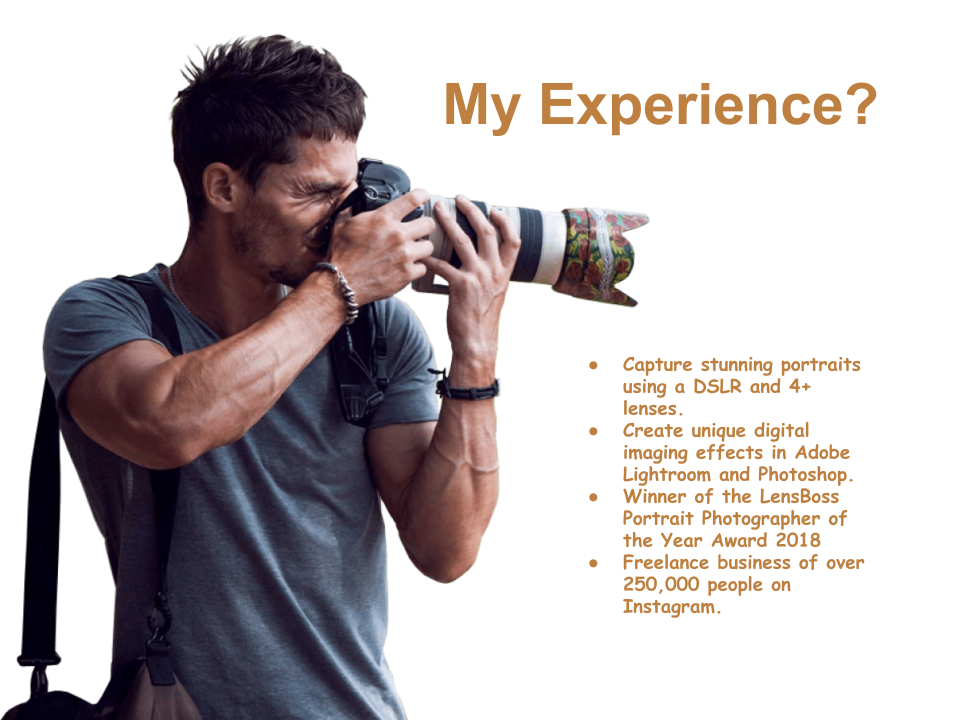 My Experience?
● Capture stunning portraits
using a DSLR and 4+
lenses.
● Create unique digital
imaging effects in Adobe
Lightroom and Photoshop.
● Winner of the LensBoss
Portrait Photographer of
the Year Award 2018
● Freelance business of over
250,000 people on
Instagram.